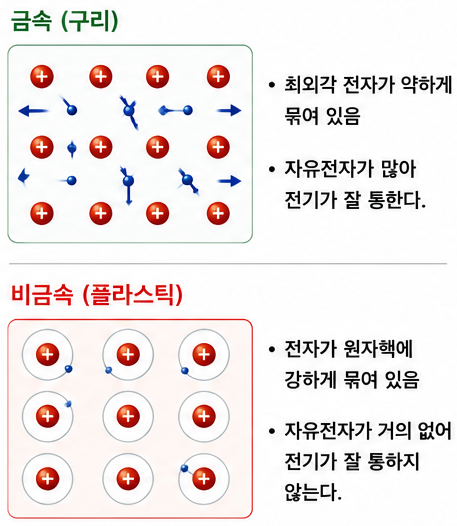 금속 (구리)
• 최외각 전자가 약하게
묶여 있음
• 자유전자가 많아
전기가 잘 통한다.
비금속 (플라스틱)
• 전자가 원자핵에
강하게 묶여 있음
• 자유전자가 거의 없어
전기가 잘 통하지
않는다.